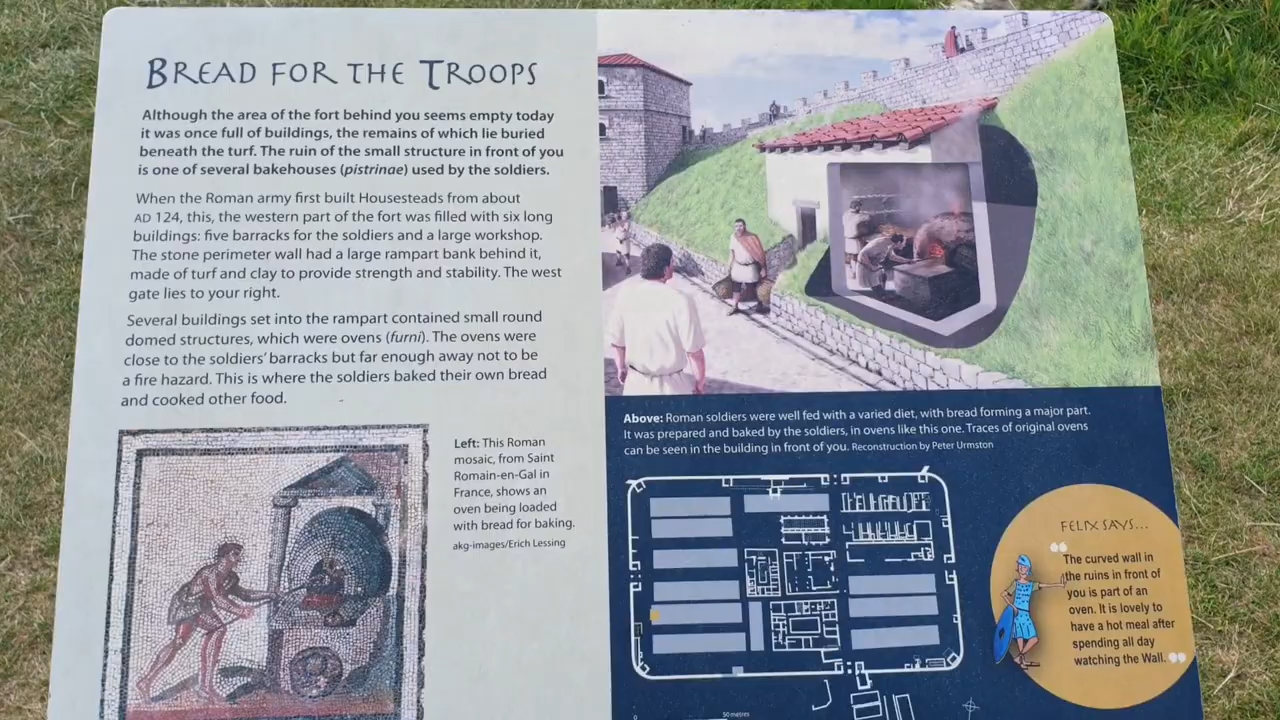 BREAD FOR THE TROOPS
Although the area of the fort behind you seems empty today
it was once full of buildings, the remains of which lie buried
beneath the turf. The ruin of the small structure in front of you
is one of several bakehouses (pistrinae) used by the soldiers.
When the Roman army first built Housesteads from about
AD 124, this, the western part of the fort was filled with six long
buildings: five barracks for the soldiers and a large workshop.
The stone perimeter wall had a large rampart bank behind it,
made of turf and clay to provide strength and stability. The west
gate lies to your right.
Several buildings set into the rampart contained small round
domed structures, which were ovens (furni). The ovens were
close to the soldiers' barracks but far enough away not to be
a fire hazard. This is where the soldiers baked their own bread
and cooked other food.
Left: This Roman
mosaic, from Saint
Romain-en-Gal in
France, shows an
oven being loaded
with bread for baking.
akg-images/Erich Lessing
Above: Roman soldiers were well fed with a varied diet, with bread forming a major part.
It was prepared and baked by the soldiers, in ovens like this one. Traces of original ovens
can be seen in the building in front of you. Reconstruction by Peter Urmston
FELIX SAYS...
“The curved wall in
the ruins in front of
you is part of an
oven. It is lovely to
have a hot meal after
spending all day
watching the Wall.”
0 50 metres